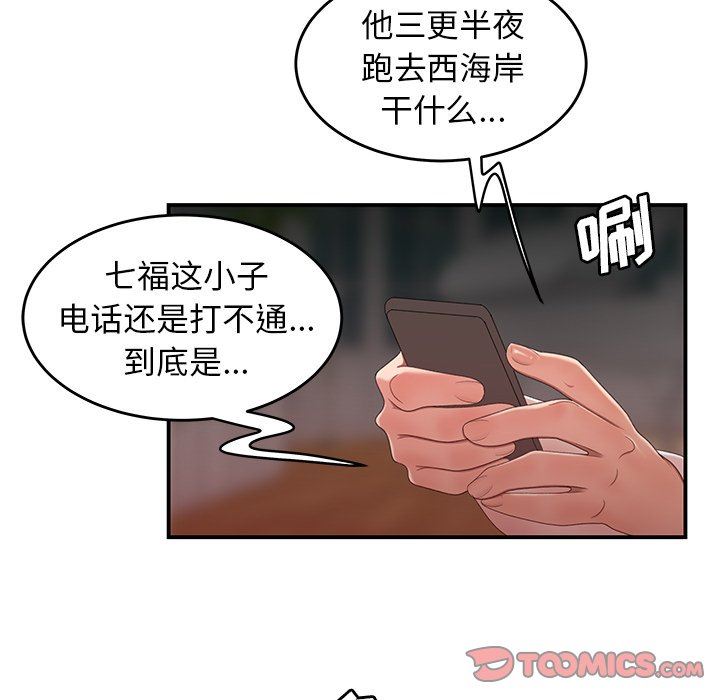 他三更半夜
跑去西海岸
干什么...
唰
七福这小子
电话还是打不通...
到底是...
TOOMICS.COM